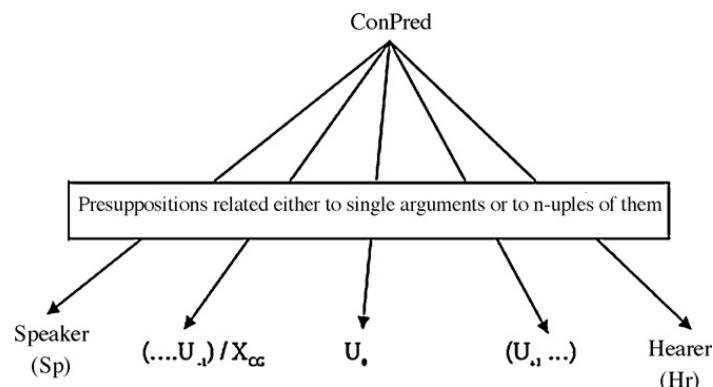 ConPred
Presuppositions related either to single arguments or to n-uples of them
Speaker
(Sp)
(....U₋₁) / X_CG
U₀
(U₊₁ ...)
Hearer
(Hr)